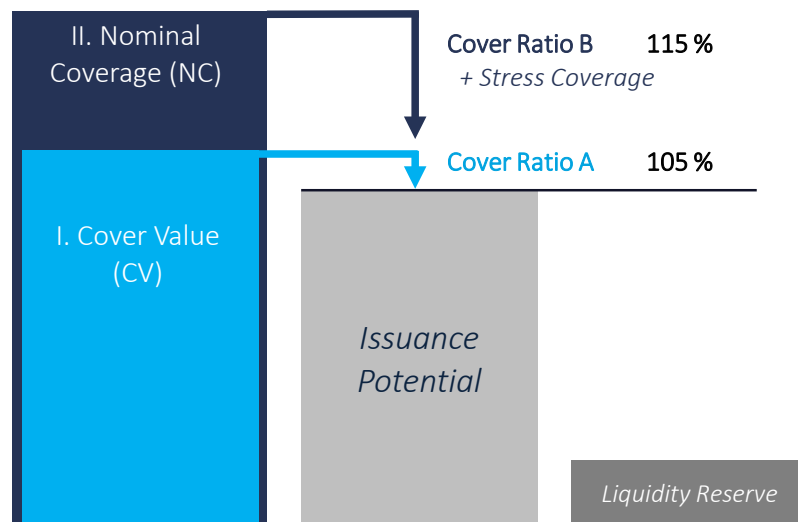 II. Nominal
Coverage (NC)
Cover Ratio B 115 %
+ Stress Coverage
Cover Ratio A 105 %
I. Cover Value
(CV)
Issuance
Potential
Liquidity Reserve